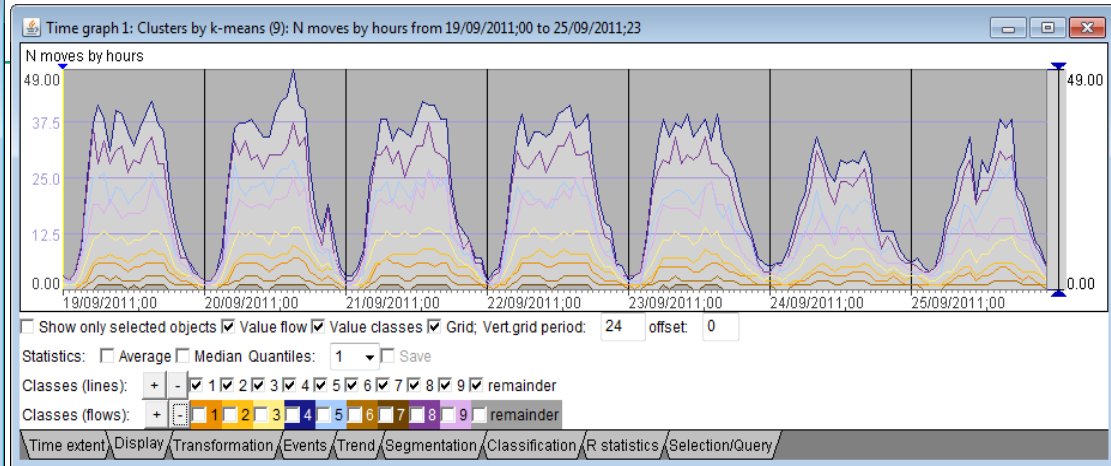 Time graph 1: Clusters by k-means (9): N moves by hours from 19/09/2011;00 to 25/09/2011;23
N moves by hours
49.00 49.00
37.5
25.0
12.5
0.00 0.00
19/09/2011;00 20/09/2011;00 21/09/2011;00 22/09/2011;00 23/09/2011;00 24/09/2011;00 25/09/2011;00
Show only selected objects Value flow Value classes Grid; Vert.grid period: 24 offset: 0
Statistics: Average Median Quantiles: 1 Save
Classes (lines): + - 1 2 3 4 5 6 7 8 9 remainder
Classes (flows): + - 1 2 3 4 5 6 7 8 9 remainder
Time extent Display Transformation Events Trend Segmentation Classification R statistics Selection/Query